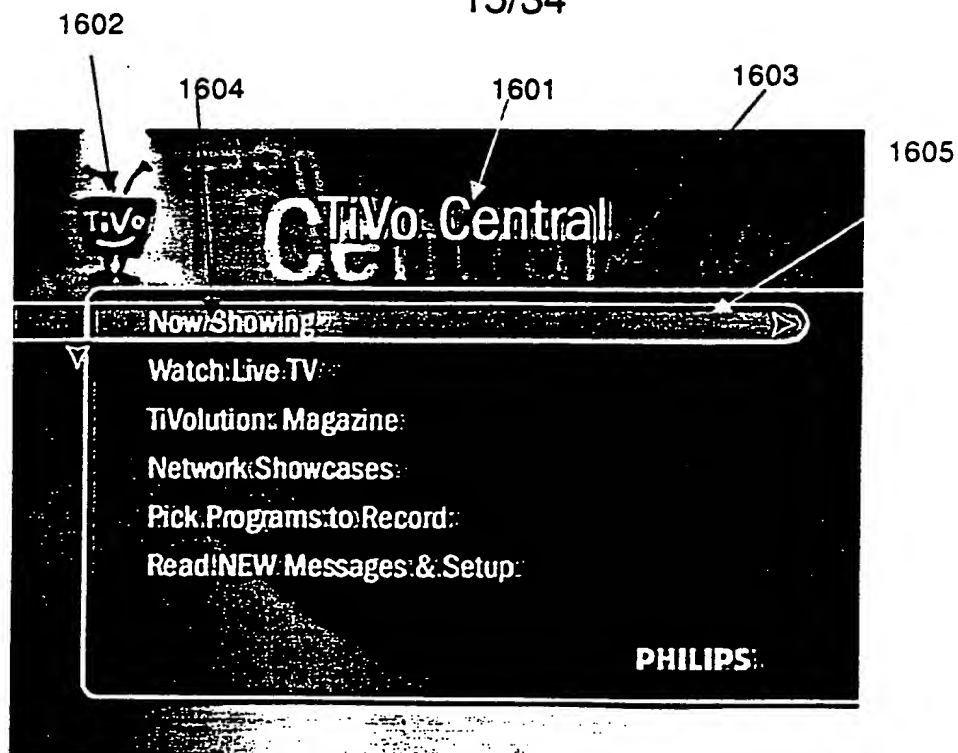 15/34
1602
1604
1601
1603
1605
TiVo
TiVo Central
Ce
Now Showing
Watch Live TV
TiVolution Magazine
Network Showcases
Pick Programs to Record
Read NEW Messages & Setup
PHILIPS